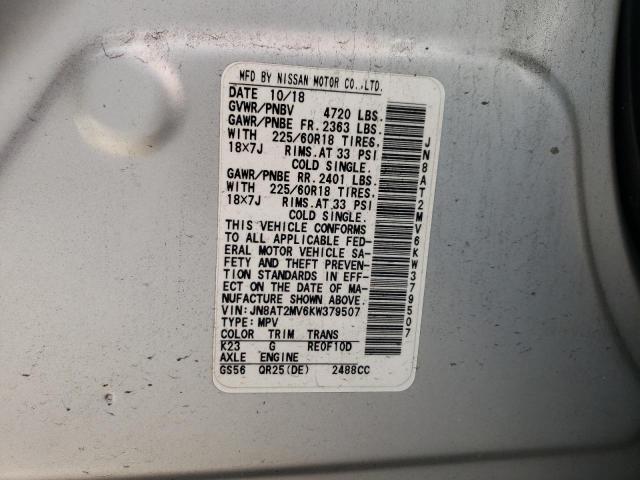 MFD BY NISSAN MOTOR CO.,LTD.
DATE 10/18
GVWR/PNBV 4720 LBS.
GAWR/PNBE FR. 2363 LBS.
WITH 225/60R18 TIRES,
18X7J RIMS.AT 33 PSI
COLD SINGLE.
GAWR/PNBE RR. 2401 LBS.
WITH 225/60R18 TIRES,
18X7J RIMS.AT 33 PSI
COLD SINGLE.
THIS VEHICLE CONFORMS
TO ALL APPLICABLE FED-
ERAL MOTOR VEHICLE SA-
FETY AND THEFT PREVEN-
TION STANDARDS IN EFF-
ECT ON THE DATE OF MA-
NUFACTURE SHOWN ABOVE.
VIN:JN8AT2MV6KW379507
TYPE:MPV
COLOR TRIM TRANS
K23 G RE0F10D
AXLE ENGINE
GS56 QR25(DE) 2488CC
JN8AT2MV6KW379507